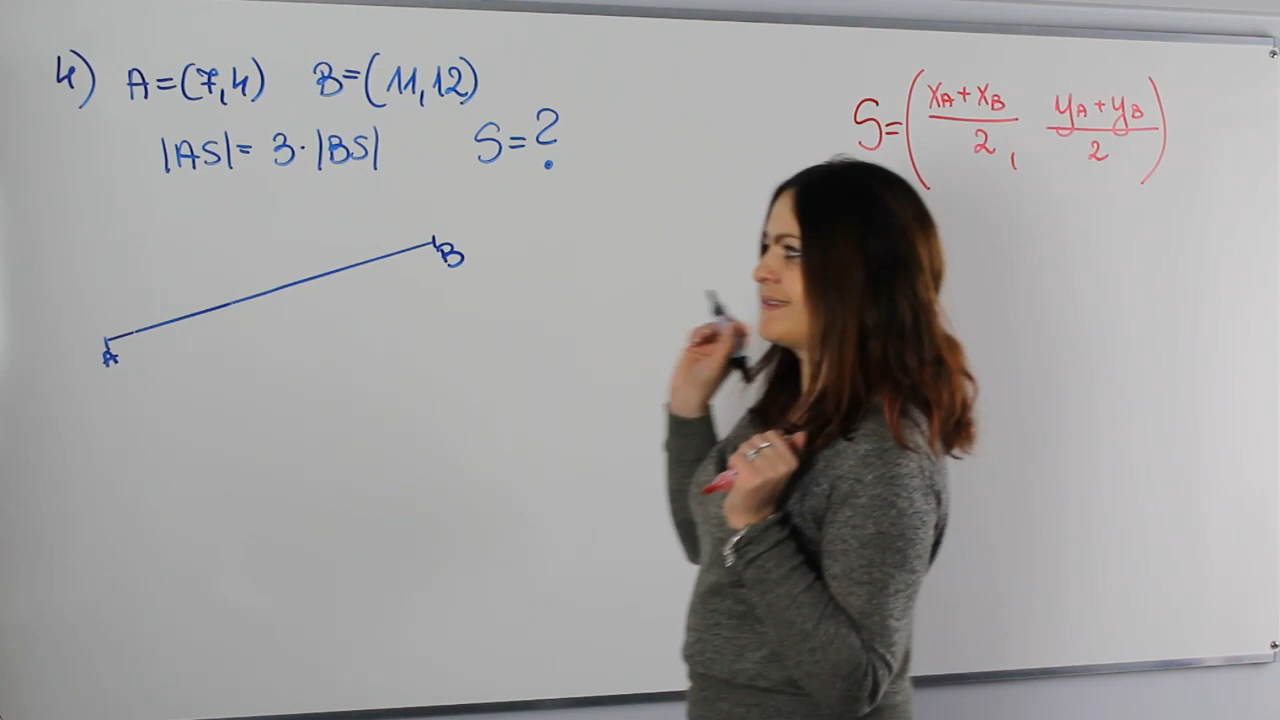 4) A=(7,4) B=(11,12)
|AS|= 3·|BS| S=?
S=(xA+xB/2, yA+yB/2)
B
A